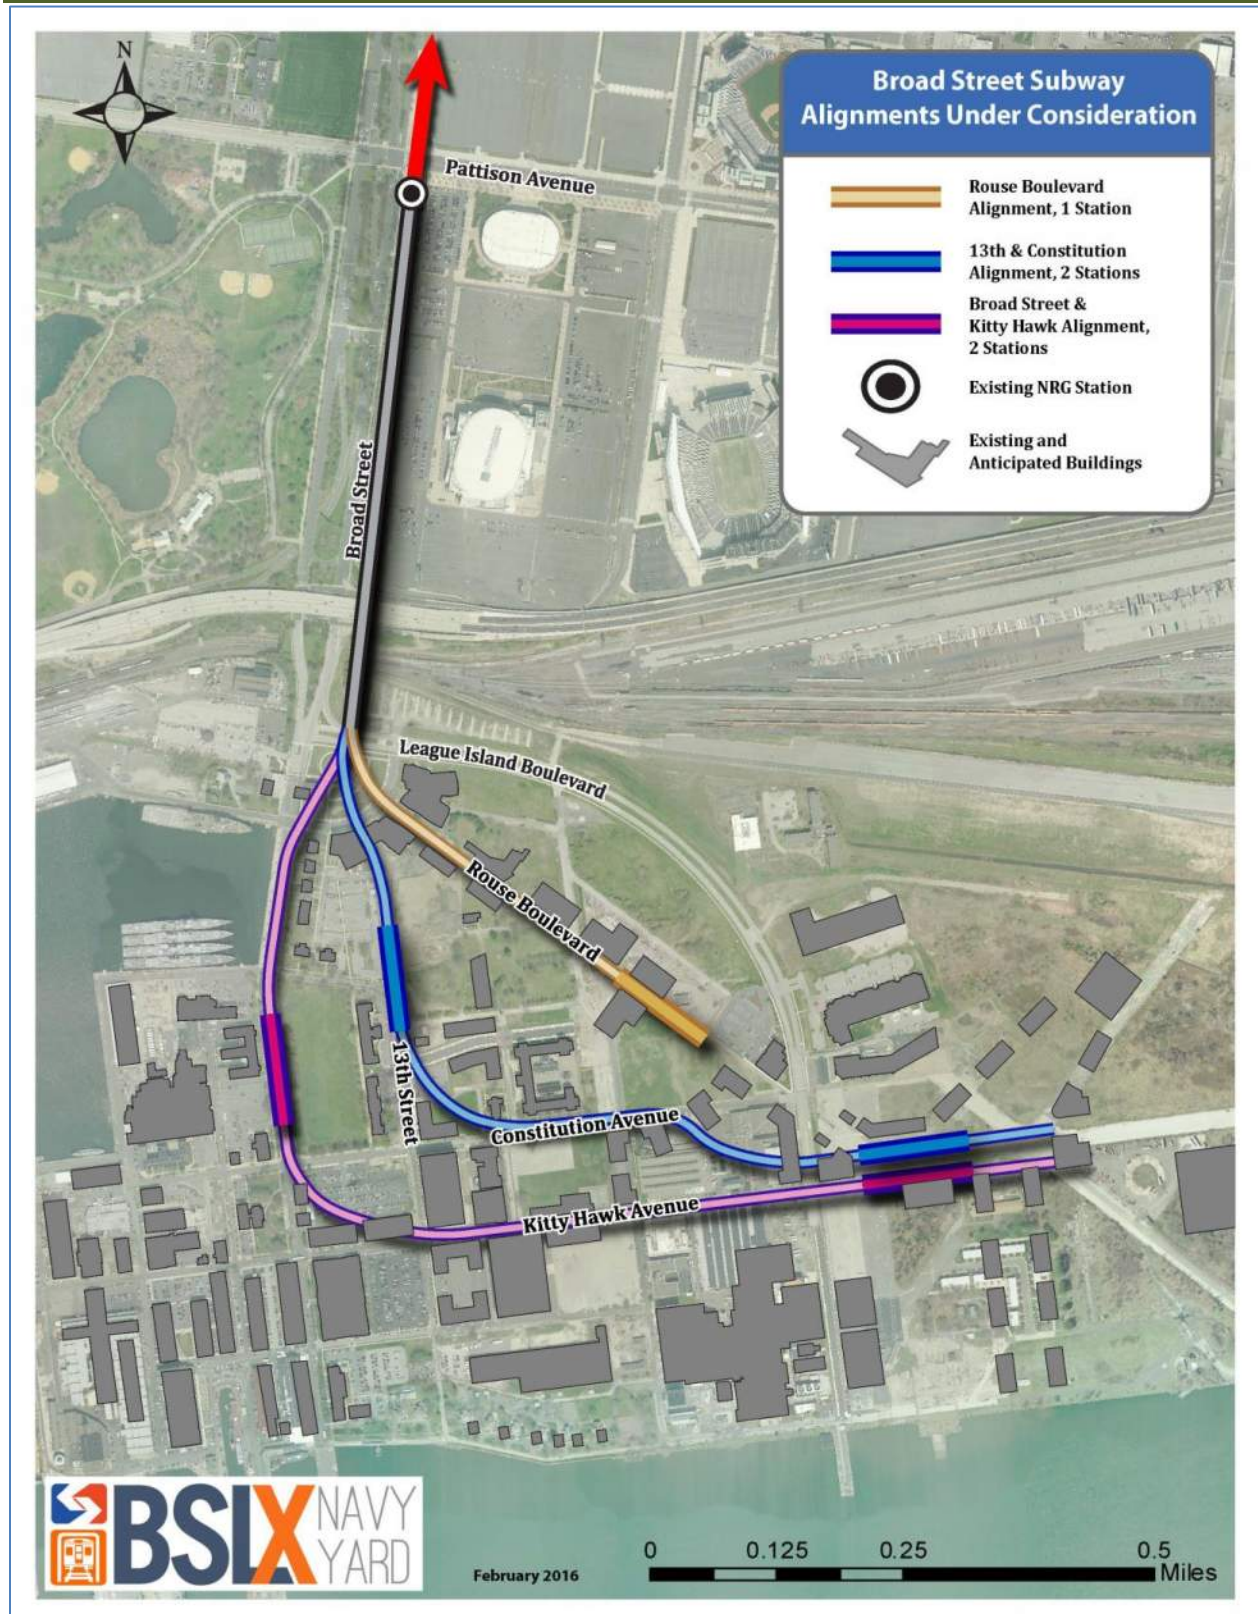 N
Broad Street Subway
Alignments Under Consideration
Rouse Boulevard
Alignment, 1 Station
13th & Constitution
Alignment, 2 Stations
Broad Street &
Kitty Hawk Alignment,
2 Stations
Existing NRG Station
Existing and
Anticipated Buildings
Pattison Avenue
Broad Street
League Island Boulevard
Rouse Boulevard
13th Street
Constitution Avenue
Kitty Hawk Avenue
BSLX NAVY
YARD
February 2016
0 0.125 0.25 0.5
Miles